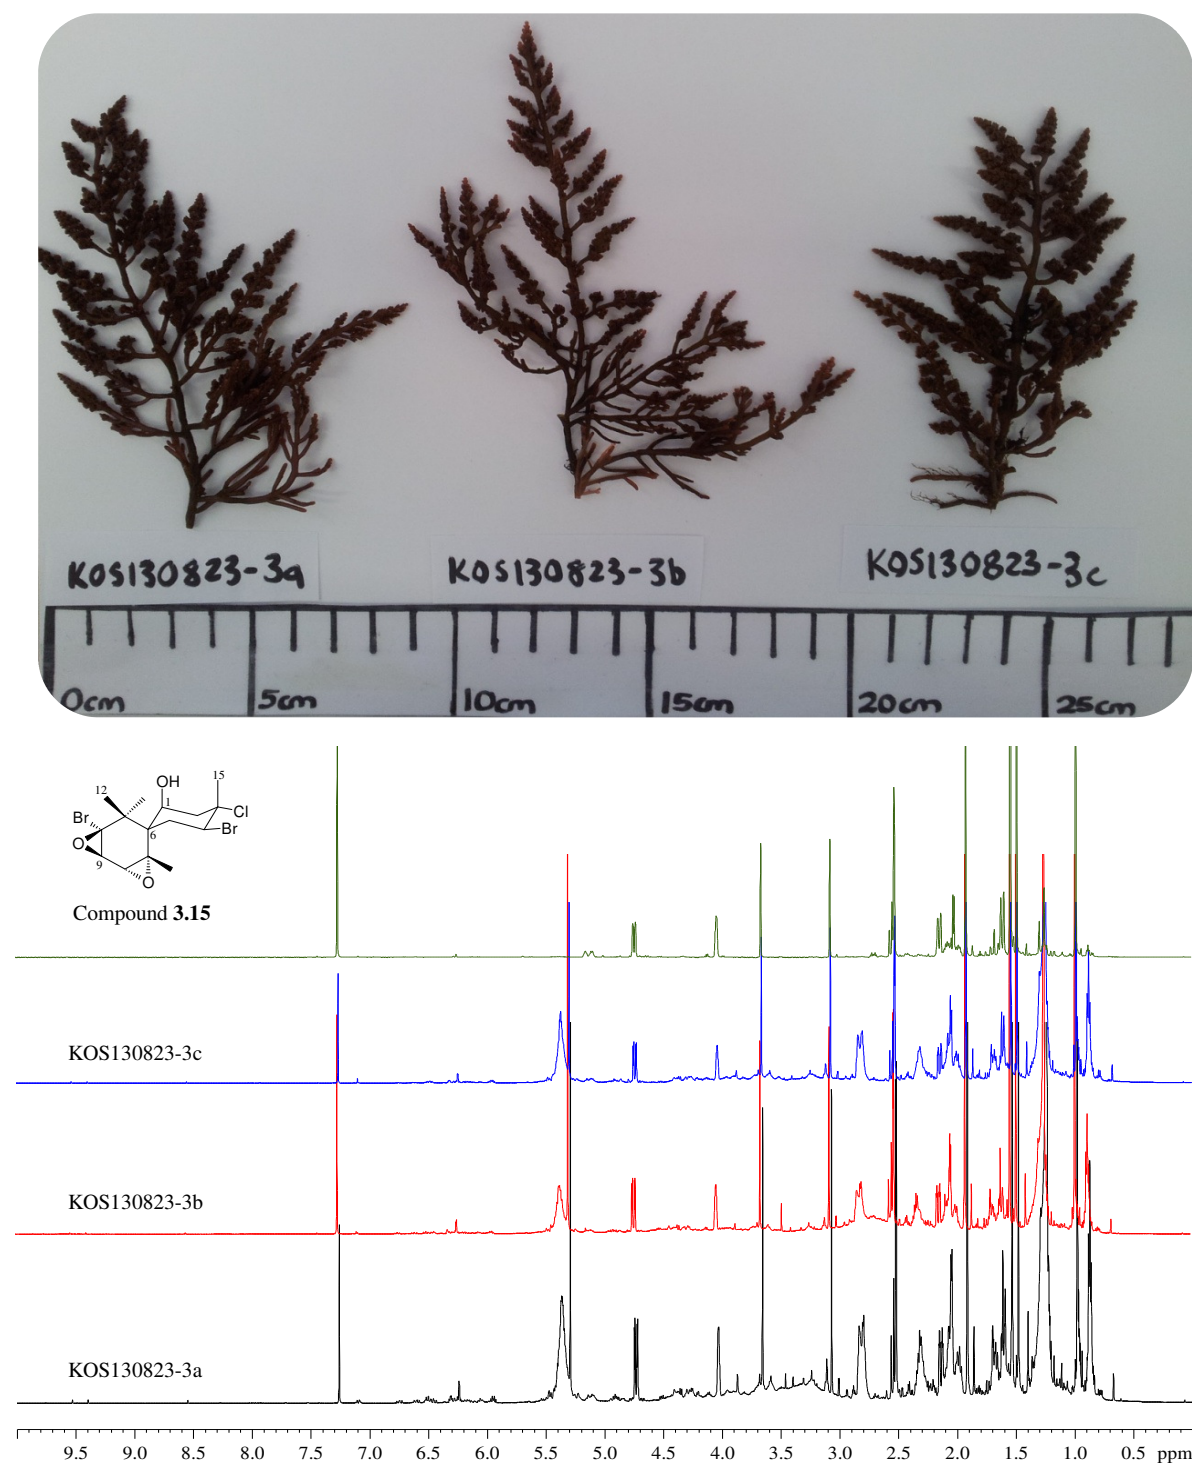 KOS130823-3a
KOS130823-3b
KOS130823-3c
0cm
5cm
10cm
15cm
20cm
25cm
OH
15
12
1
Cl
Br
Br
6
O
9
O
Compound 3.15
KOS130823-3c
KOS130823-3b
KOS130823-3a
9.5 9.0 8.5 8.0 7.5 7.0 6.5 6.0 5.5 5.0 4.5 4.0 3.5 3.0 2.5 2.0 1.5 1.0 0.5 ppm